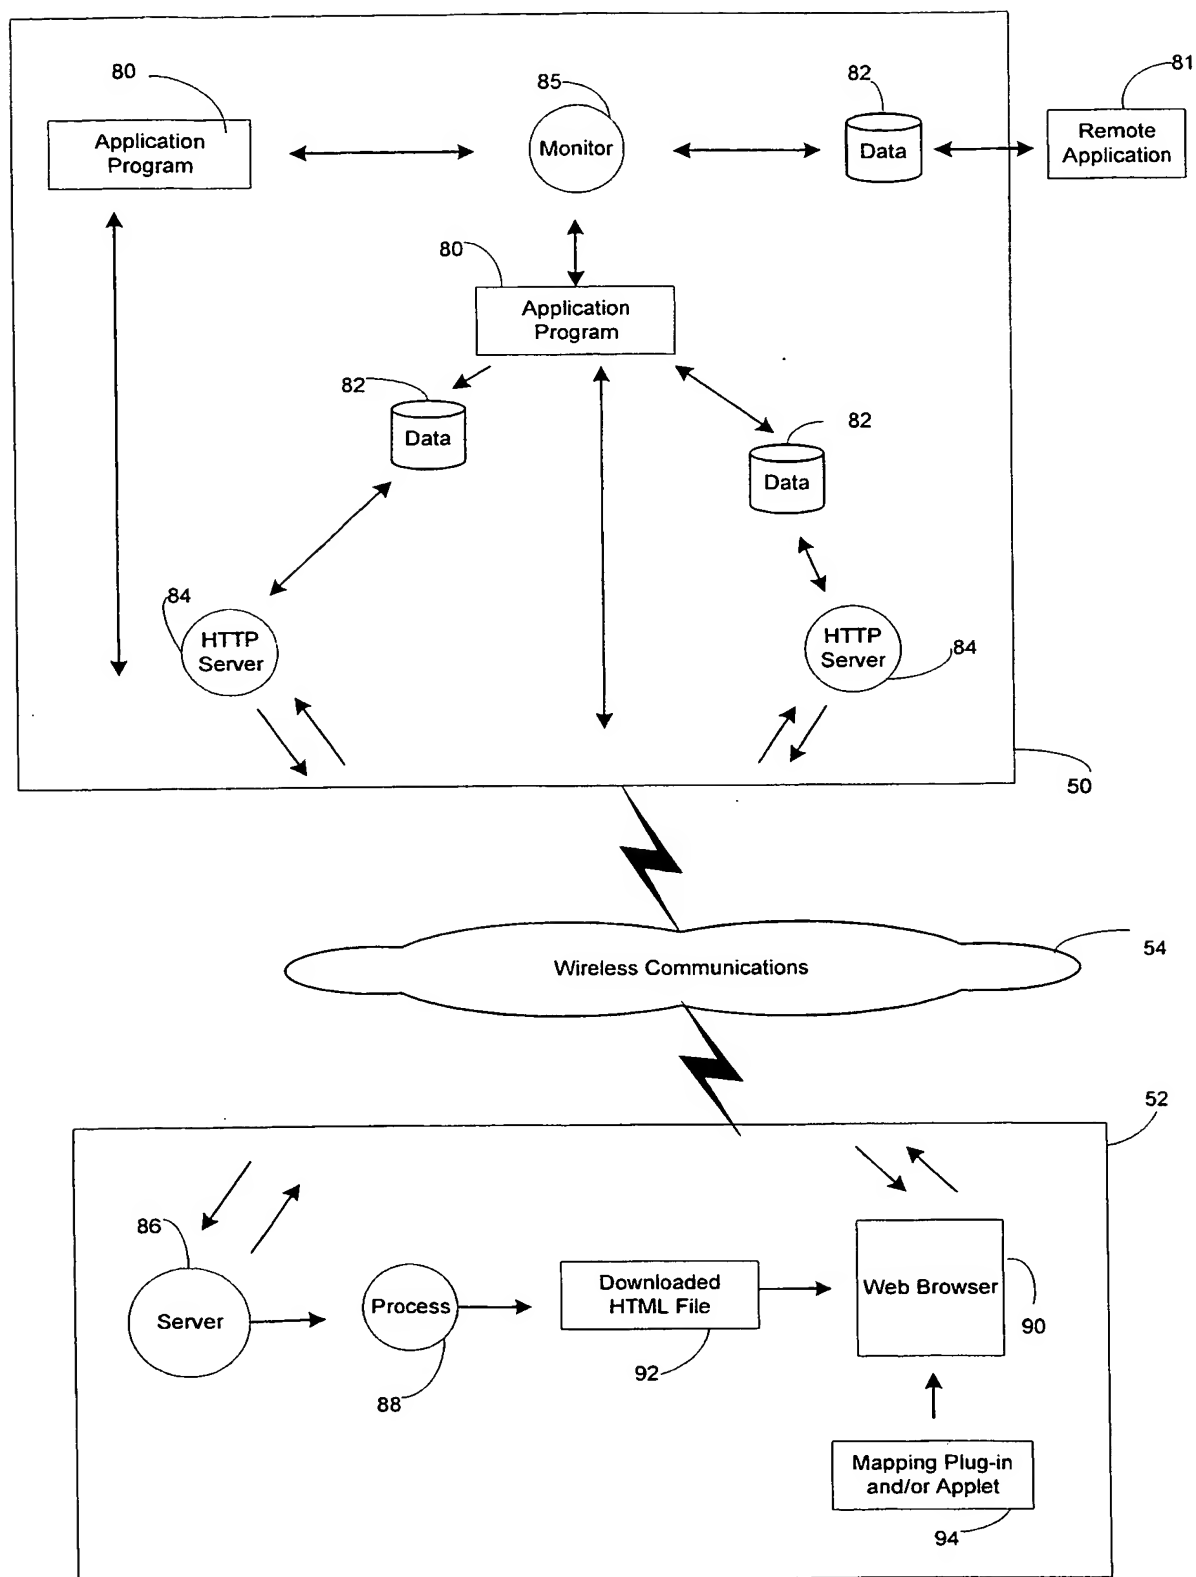 80
85
82
81
Application
Program
Monitor
Data
Remote
Application
80
Application
Program
82
Data
82
Data
84
HTTP
Server
HTTP
Server
84
50
Wireless Communications
54
52
86
Server
Process
88
Downloaded
HTML File
92
Web Browser
90
Mapping Plug-in
and/or Applet
94